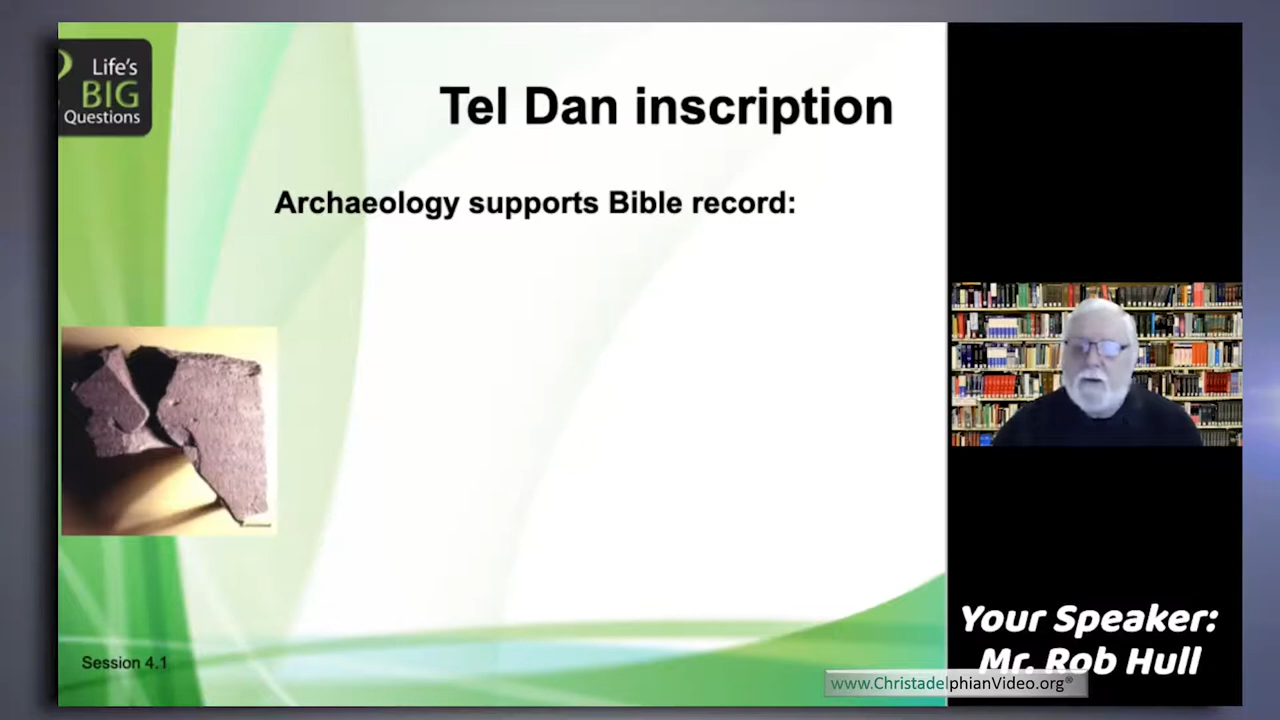 Life's
BIG
Questions
Tel Dan inscription
Archaeology supports Bible record:
Session 4.1
Your Speaker:
Mr. Rob Hull
www.ChristadelphianVideo.org®